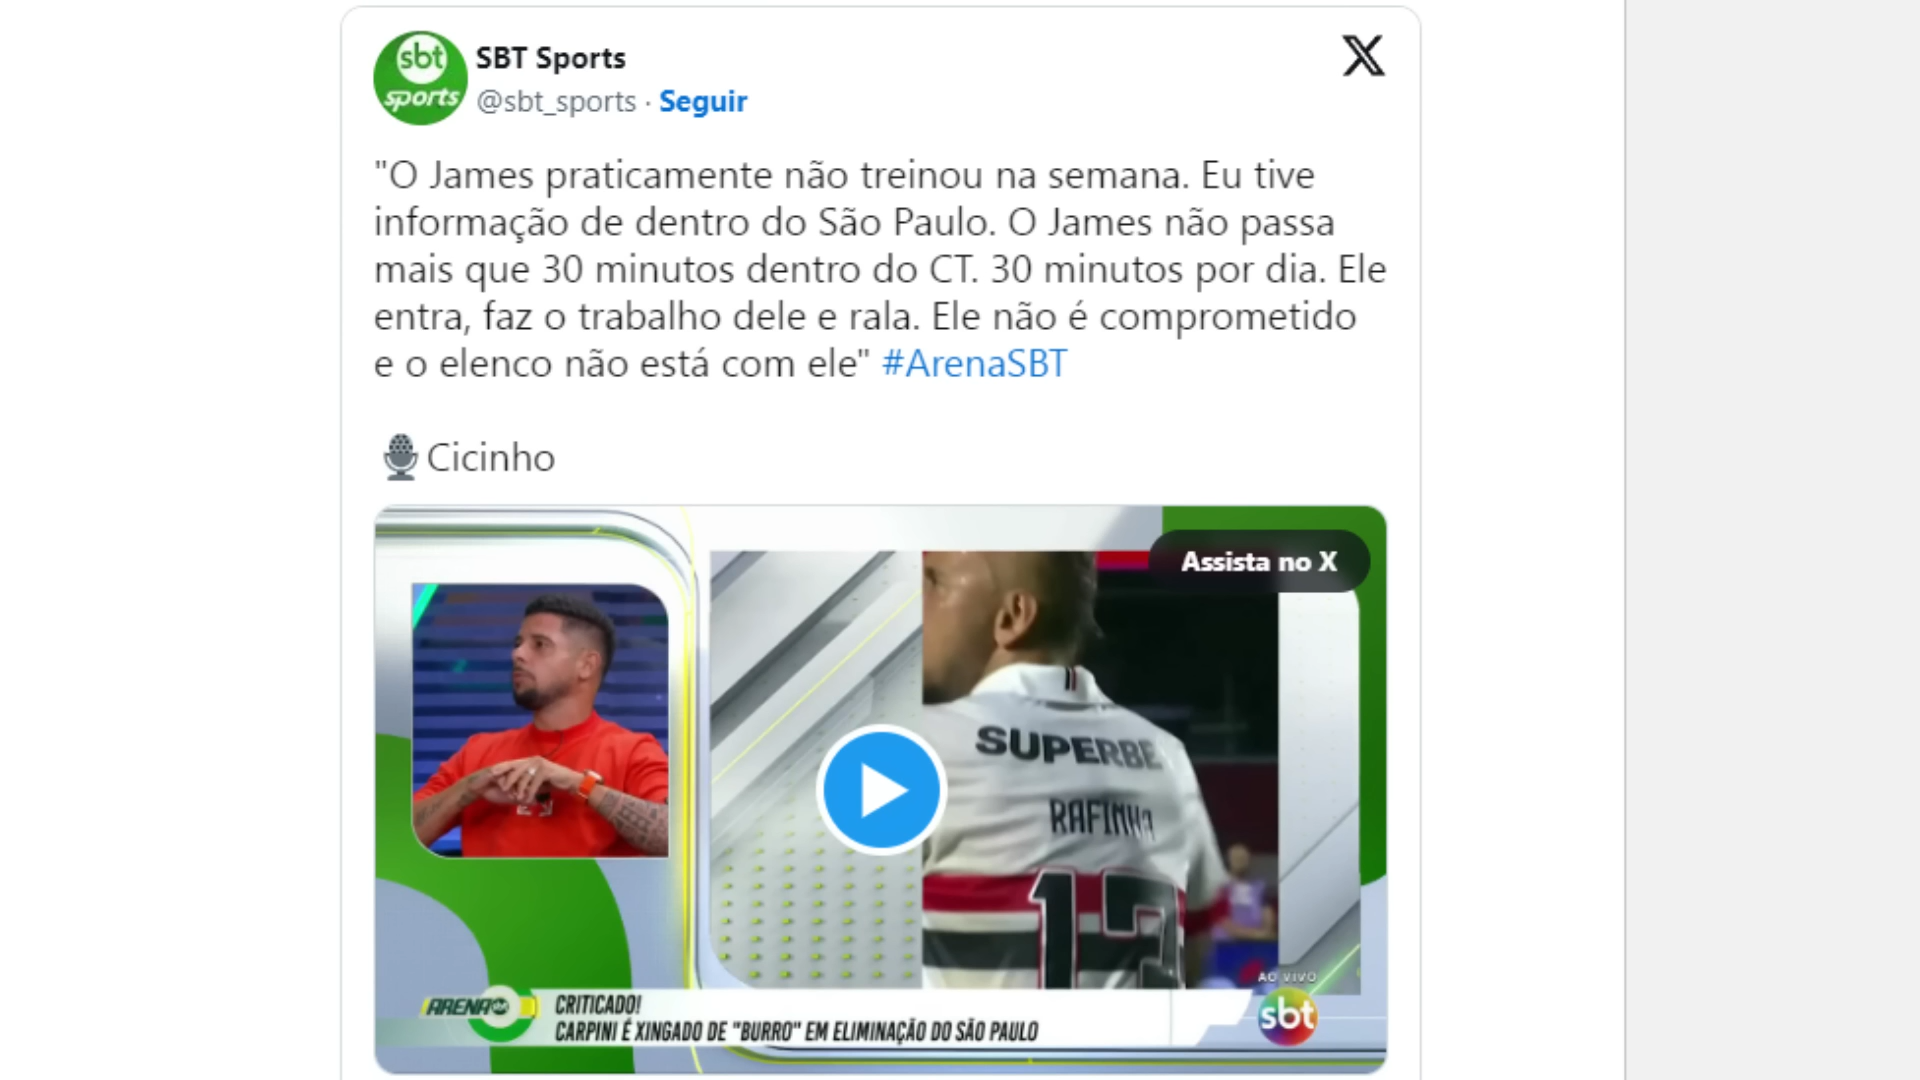 sbt
sports
SBT Sports
@sbt_sports · Seguir
"O James praticamente não treinou na semana. Eu tive
informação de dentro do São Paulo. O James não passa
mais que 30 minutos dentro do CT. 30 minutos por dia. Ele
entra, faz o trabalho dele e rala. Ele não é comprometido
e o elenco não está com ele" #ArenaSBT
Cicinho
Assista no X
SUPERBE
RAFINHA
13
AO VIVO
sbt
ARENA
CRITICADO!
CARPINI É XINGADO DE "BURRO" EM ELIMINAÇÃO DO SÃO PAULO